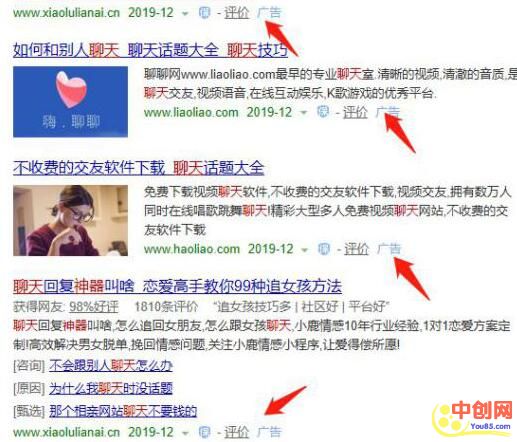 www.xiaolulianai.cn 2019-12 - 评价 广告
如何和别人聊天_聊天话题大全_聊天技巧
聊聊网www.liaoliao.com最早的专业聊天室.清晰的视频,清澈的音质,是
聊天交友,视频语音,在线互动娱乐,K歌游戏的优秀平台.
嗨.聊聊
www.liaoliao.com 2019-12 - 评价 广告
不收费的交友软件下载_聊天话题大全
免费下载视频聊天软件,不收费的交友软件下载,视频交友,拥有数万人
同时在线唱歌跳舞聊天!精彩大型多人免费视频聊天网站,不收费的交
友软件下载
www.haoliao.com 2019-12 - 评价 广告
聊天回复神器叫啥_恋爱高手教你99种追女孩方法
获得网友: 98%好评 1810条评价 “追女孩技巧多 | 社区好 | 平台好”
聊天回复神器叫啥,怎么追回女朋友,怎么跟女孩聊天,小鹿情感10年行业经验,1对1恋爱方案定
制!高效解决男女脱单,挽回情感问题,关注小鹿情感小程序,让爱得偿所愿!
[咨询] 不会跟别人聊天怎么办
[原因] 为什么我聊天时没话题
[甄选] 那个相亲网站聊天不要钱的
www.xiaolulianai.cn 2019-12 - 评价 广告
中创网
You85.com